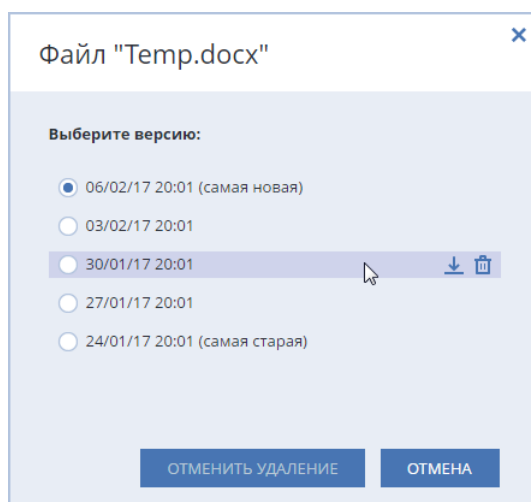 Файл "Temp.docx"
Выберите версию:
06/02/17 20:01 (самая новая)
03/02/17 20:01
30/01/17 20:01
27/01/17 20:01
24/01/17 20:01 (самая старая)
ОТМЕНИТЬ УДАЛЕНИЕ ОТМЕНА